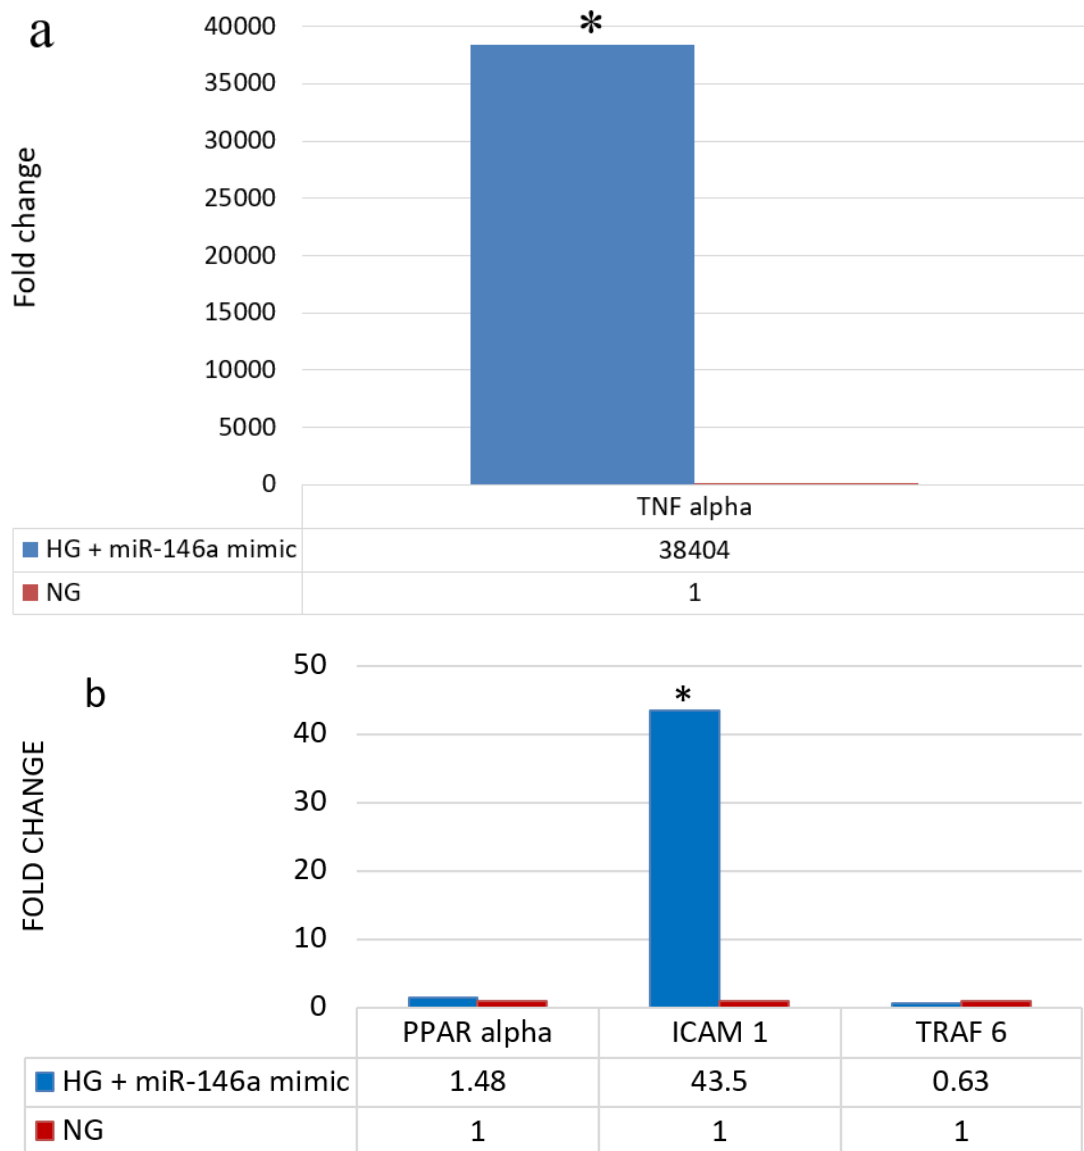 a
*
Fold change
40000
35000
30000
25000
20000
15000
10000
5000
0
TNF alpha
HG + miR-146a mimic 38404
NG 1
b
*
FOLD CHANGE
50
40
30
20
10
0
PPAR alpha ICAM 1 TRAF 6
HG + miR-146a mimic 1.48 43.5 0.63
NG 1 1 1